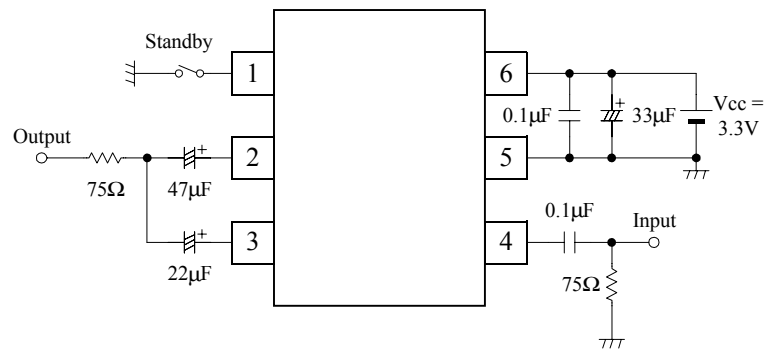 Standby
1
6
0.1μF
33μF
Vcc =
3.3V
Output
75Ω
47μF
2
5
22μF
3
4
0.1μF
Input
75Ω